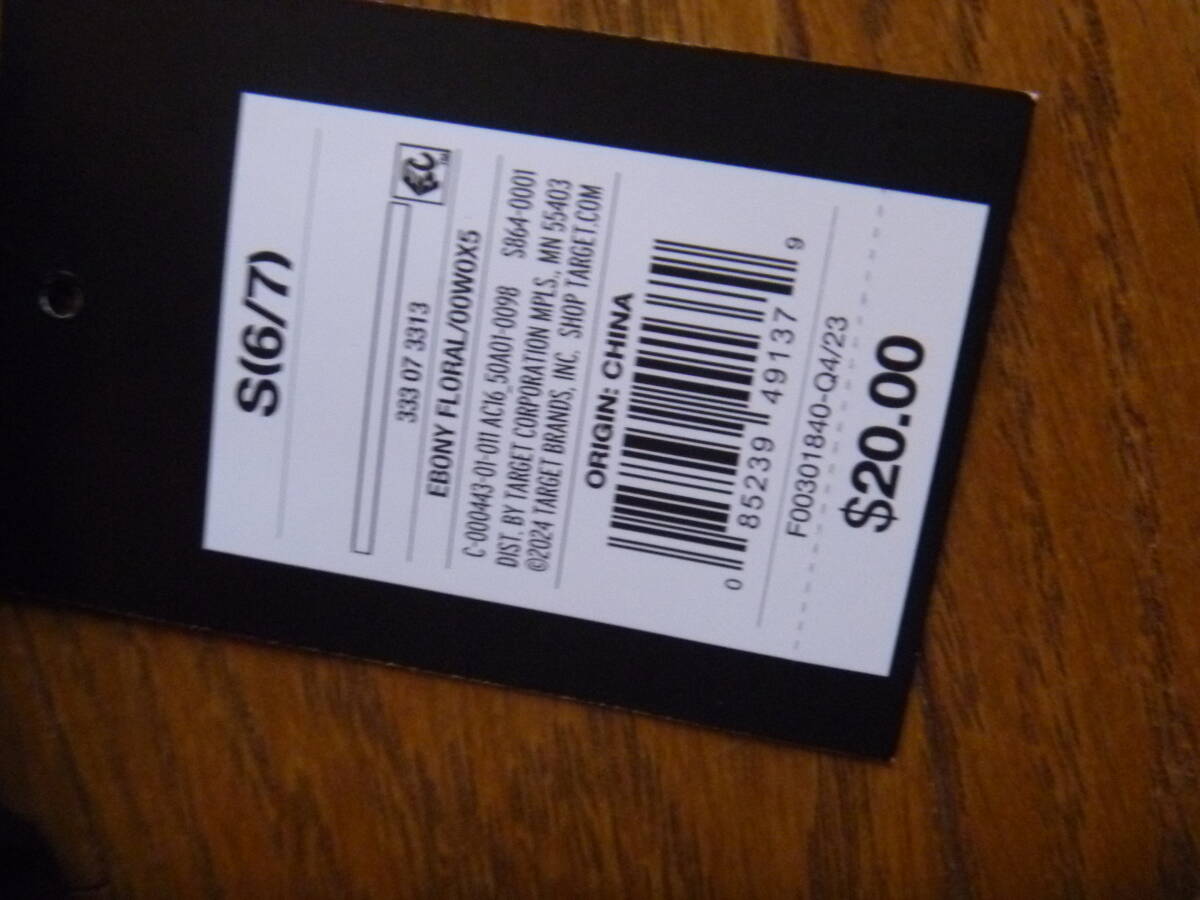 S(6/7)
EC
333 07 3313
EBONY FLORAL/00W0X5
C-000443-01-011 AC16_50A01-0098 S864-0001
DIST. BY TARGET CORPORATION MPLS., MN 55403
©2024 TARGET BRANDS, INC. SHOP TARGET.COM
ORIGIN: CHINA
0 85239 49137 9
F00301840-Q4/23
$20.00